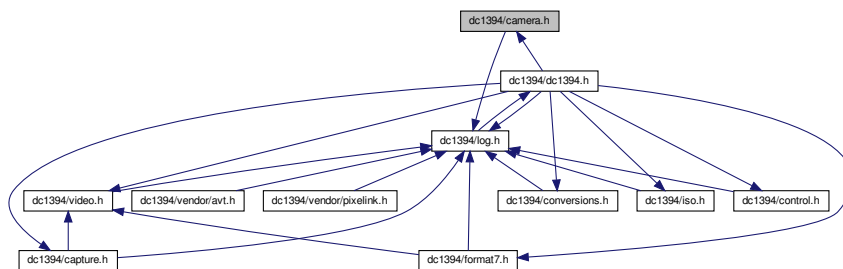 dc1394/camera.h
dc1394/dc1394.h
dc1394/log.h
dc1394/video.h
dc1394/vendor/avt.h
dc1394/vendor/pixelink.h
dc1394/conversions.h
dc1394/iso.h
dc1394/control.h
dc1394/capture.h
dc1394/format7.h